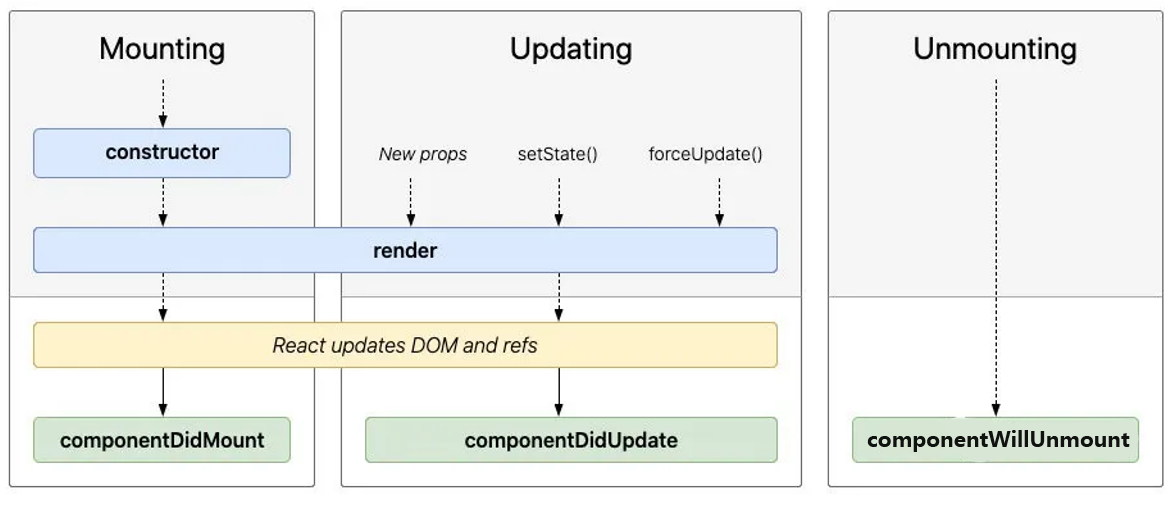 Mounting
Updating
Unmounting
constructor
New props
setState()
forceUpdate()
render
React updates DOM and refs
componentDidMount
componentDidUpdate
componentWillUnmount